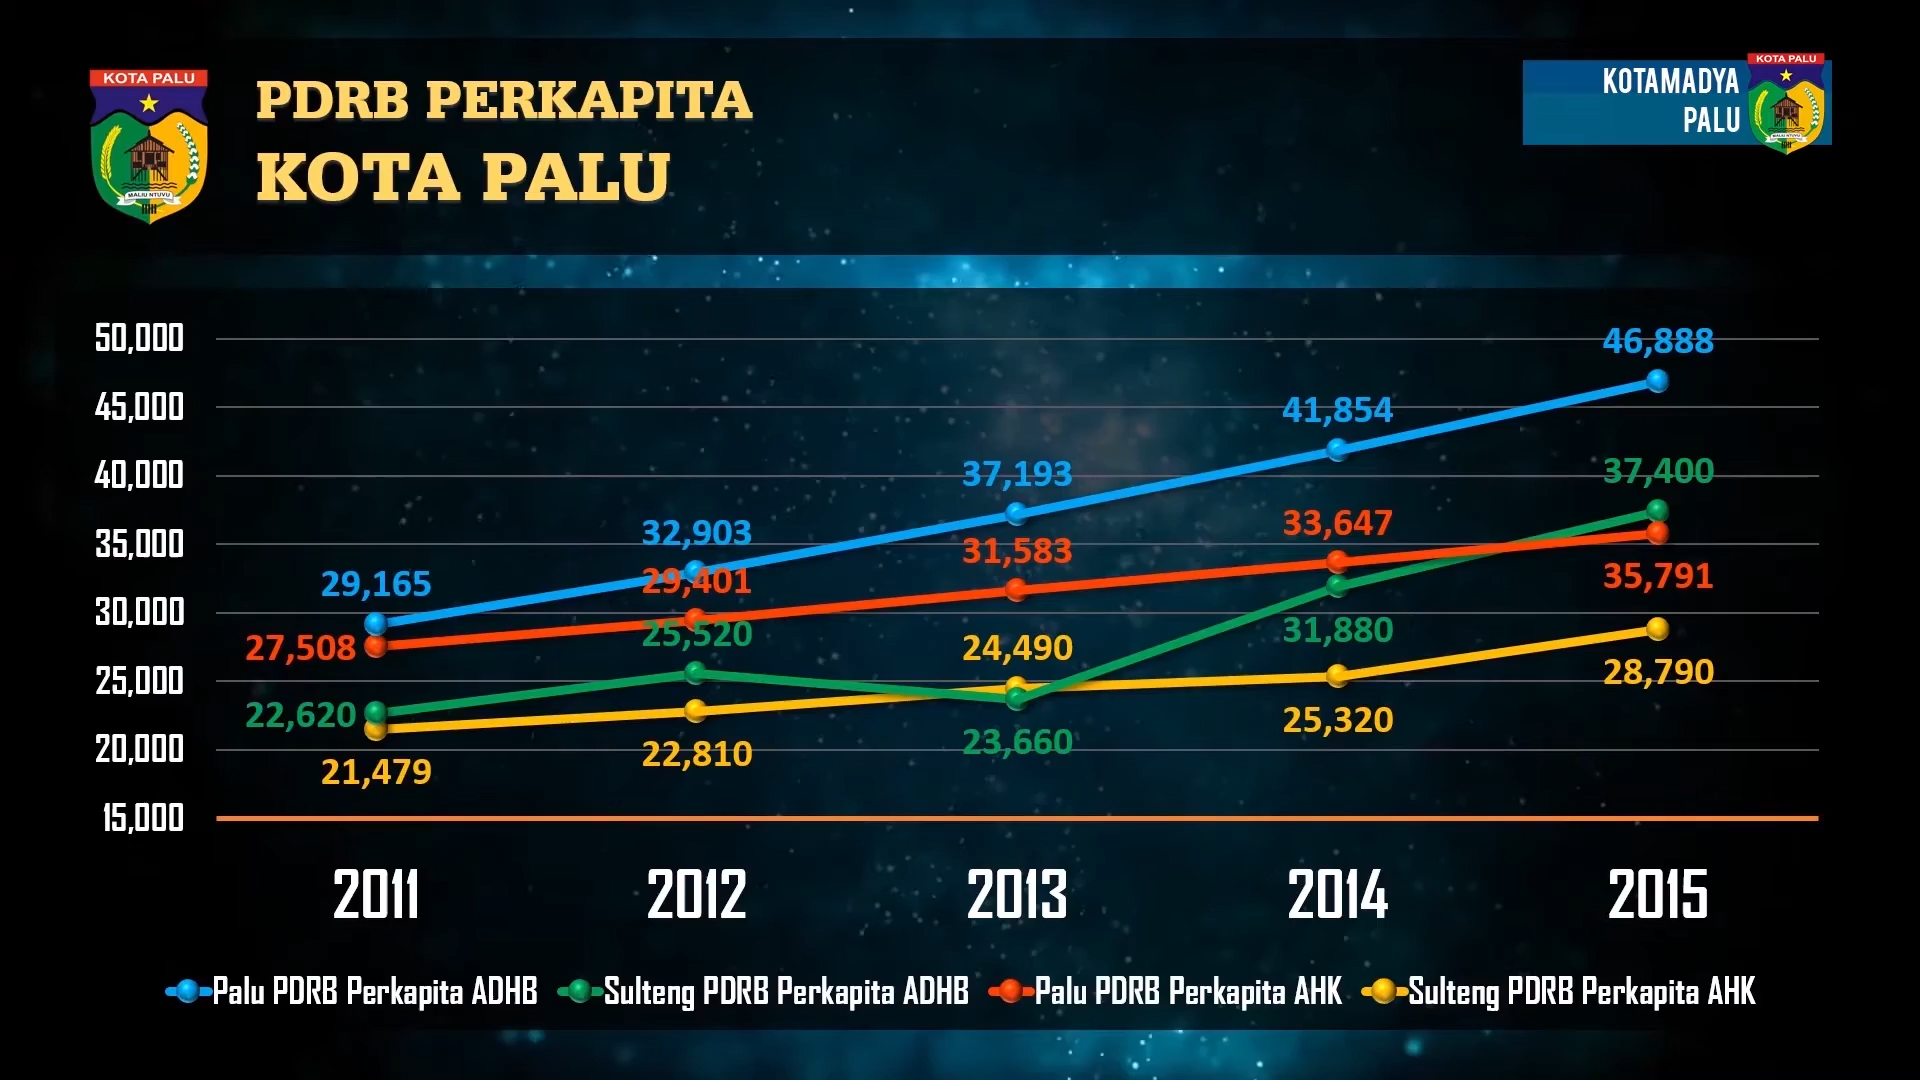 KOTA PALU
MALIU NTUVU
PDRB PERKAPITA
KOTA PALU
KOTAMADYA
PALU
KOTA PALU
MALIU NTUVU
50,000
45,000
40,000
35,000
30,000
25,000
20,000
15,000
29,165
32,903
37,193
41,854
46,888
27,508
29,401
31,583
33,647
35,791
22,620
25,520
23,660
31,880
37,400
21,479
22,810
24,490
25,320
28,790
2011 2012 2013 2014 2015
Palu PDRB Perkapita ADHB Sulteng PDRB Perkapita ADHB Palu PDRB Perkapita AHK Sulteng PDRB Perkapita AHK